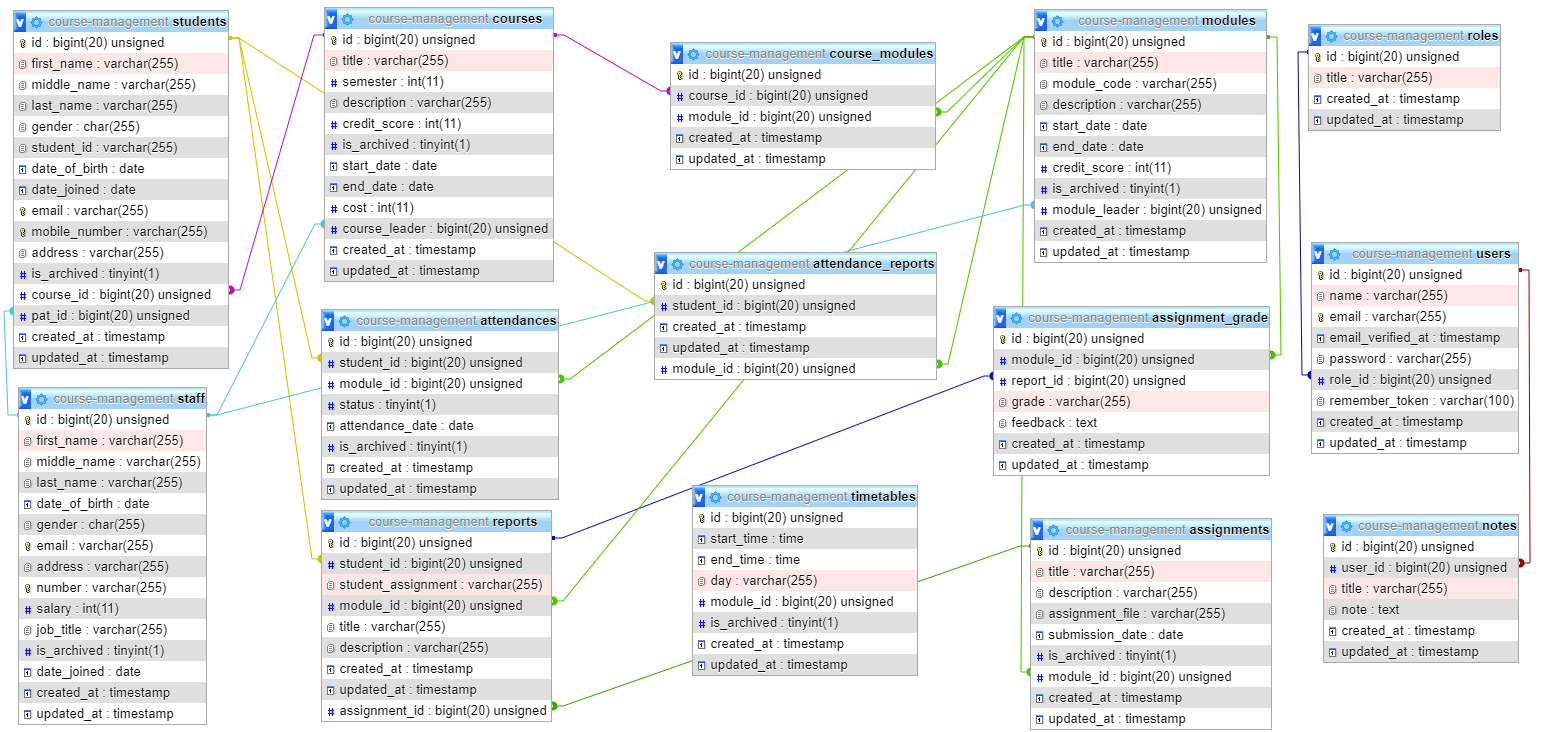 course-management students
id : bigint(20) unsigned
first_name : varchar(255)
middle_name : varchar(255)
last_name : varchar(255)
gender : char(255)
student_id : varchar(255)
date_of_birth : date
date_joined : date
email : varchar(255)
mobile_number : varchar(255)
address : varchar(255)
is_archived : tinyint(1)
course_id : bigint(20) unsigned
pat_id : bigint(20) unsigned
created_at : timestamp
updated_at : timestamp
course-management staff
id : bigint(20) unsigned
first_name : varchar(255)
middle_name : varchar(255)
last_name : varchar(255)
date_of_birth : date
gender : char(255)
email : varchar(255)
address : varchar(255)
number : varchar(255)
salary : int(11)
job_title : varchar(255)
is_archived : tinyint(1)
date_joined : date
created_at : timestamp
updated_at : timestamp
course-management courses
id : bigint(20) unsigned
title : varchar(255)
semester : int(11)
description : varchar(255)
credit_score : int(11)
is_archived : tinyint(1)
start_date : date
end_date : date
cost : int(11)
course_leader : bigint(20) unsigned
created_at : timestamp
updated_at : timestamp
course-management attendances
id : bigint(20) unsigned
student_id : bigint(20) unsigned
module_id : bigint(20) unsigned
status : tinyint(1)
attendance_date : date
is_archived : tinyint(1)
created_at : timestamp
updated_at : timestamp
course-management reports
id : bigint(20) unsigned
student_id : bigint(20) unsigned
student_assignment : varchar(255)
module_id : bigint(20) unsigned
title : varchar(255)
description : varchar(255)
created_at : timestamp
updated_at : timestamp
assignment_id : bigint(20) unsigned
course-management course_modules
id : bigint(20) unsigned
course_id : bigint(20) unsigned
module_id : bigint(20) unsigned
created_at : timestamp
updated_at : timestamp
course-management attendance_reports
id : bigint(20) unsigned
student_id : bigint(20) unsigned
created_at : timestamp
updated_at : timestamp
module_id : bigint(20) unsigned
course-management timetables
id : bigint(20) unsigned
start_time : time
end_time : time
day : varchar(255)
module_id : bigint(20) unsigned
is_archived : tinyint(1)
created_at : timestamp
updated_at : timestamp
course-management modules
id : bigint(20) unsigned
title : varchar(255)
module_code : varchar(255)
description : varchar(255)
start_date : date
end_date : date
credit_score : int(11)
is_archived : tinyint(1)
module_leader : bigint(20) unsigned
created_at : timestamp
updated_at : timestamp
course-management assignment_grade
id : bigint(20) unsigned
module_id : bigint(20) unsigned
report_id : bigint(20) unsigned
grade : varchar(255)
feedback : text
created_at : timestamp
updated_at : timestamp
course-management assignments
id : bigint(20) unsigned
title : varchar(255)
description : varchar(255)
assignment_file : varchar(255)
submission_date : date
is_archived : tinyint(1)
module_id : bigint(20) unsigned
created_at : timestamp
updated_at : timestamp
course-management roles
id : bigint(20) unsigned
title : varchar(255)
created_at : timestamp
updated_at : timestamp
course-management users
id : bigint(20) unsigned
name : varchar(255)
email : varchar(255)
email_verified_at : timestamp
password : varchar(255)
role_id : bigint(20) unsigned
remember_token : varchar(100)
created_at : timestamp
updated_at : timestamp
course-management notes
id : bigint(20) unsigned
user_id : bigint(20) unsigned
title : varchar(255)
note : text
created_at : timestamp
updated_at : timestamp